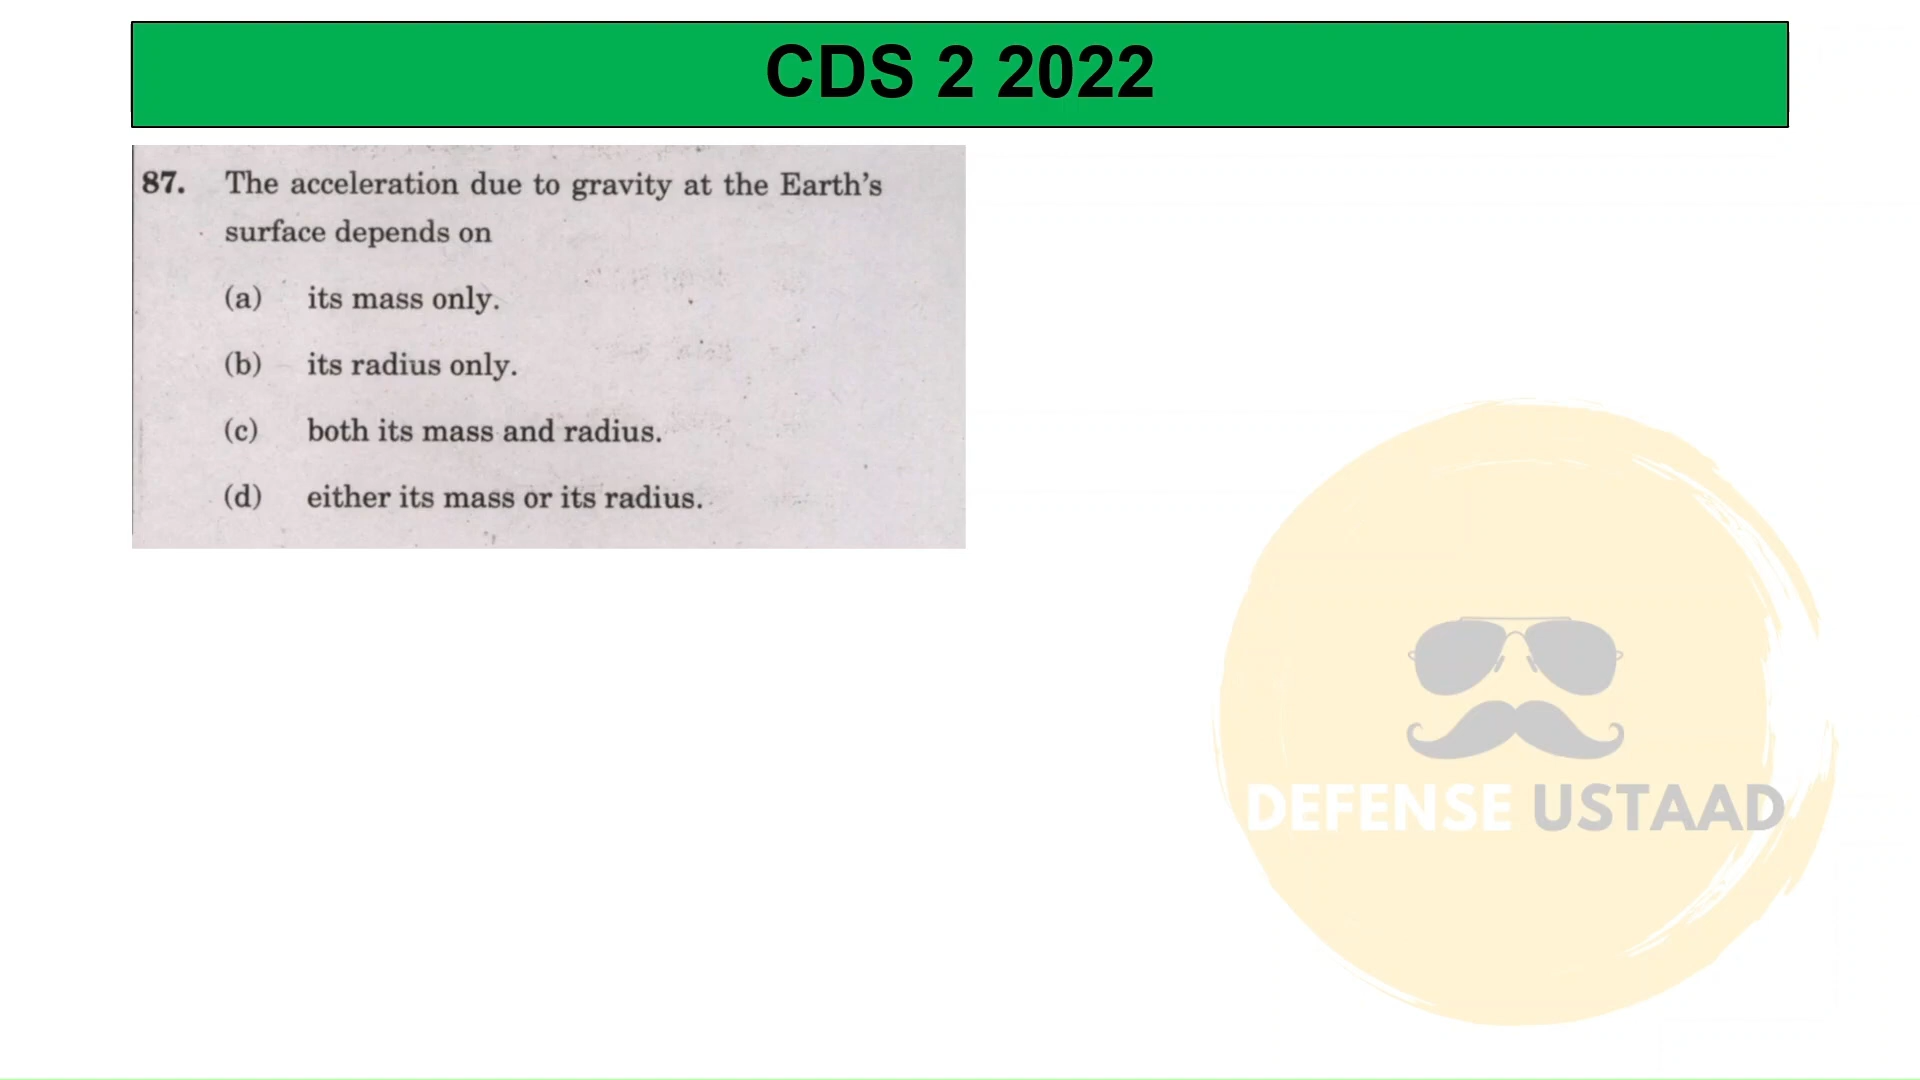 CDS 2 2022
87. The acceleration due to gravity at the Earth's
surface depends on
(a) its mass only.
(b) its radius only.
(c) both its mass and radius.
(d) either its mass or its radius.
DEFENSE USTAAD